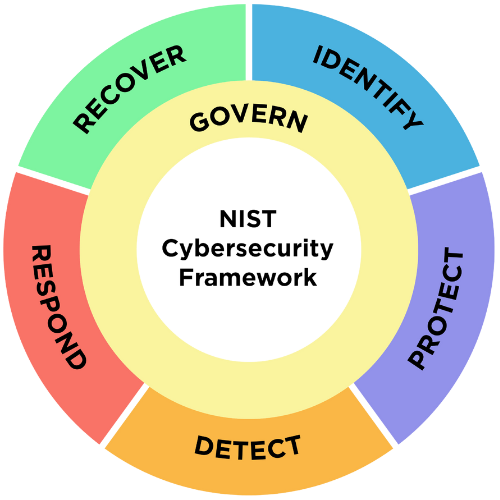 NIST
Cybersecurity
Framework
GOVERN
IDENTIFY
PROTECT
DETECT
RESPOND
RECOVER